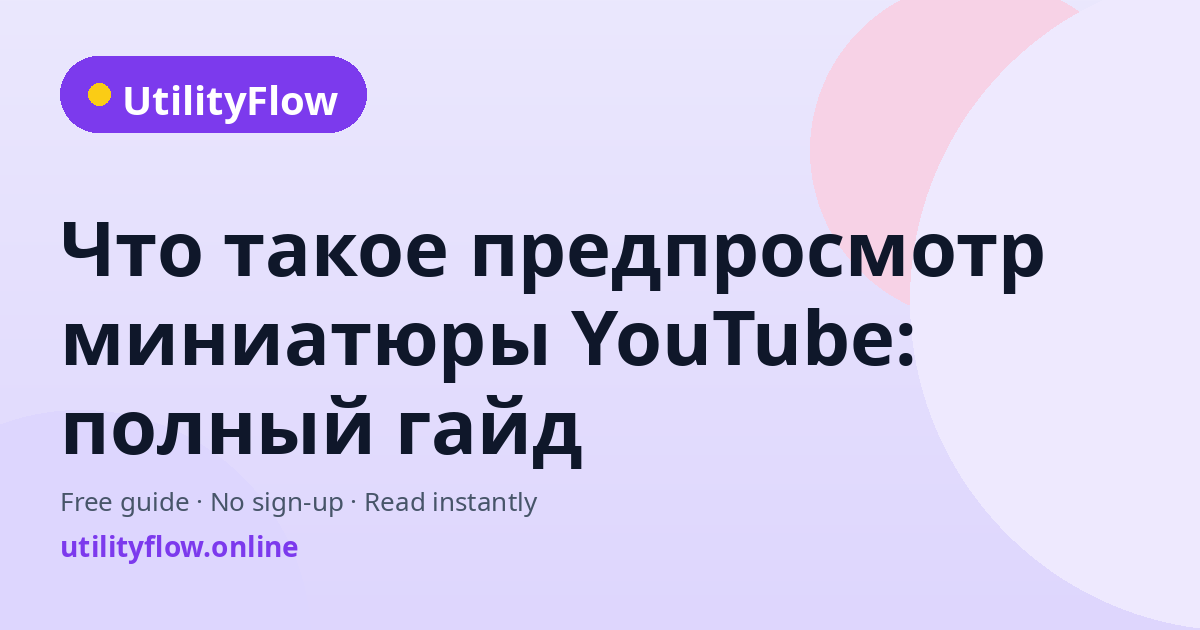 UtilityFlow
Что такое предпросмотр
миниатюры YouTube:
полный гайд
Free guide · No sign-up · Read instantly
utilityflow.online